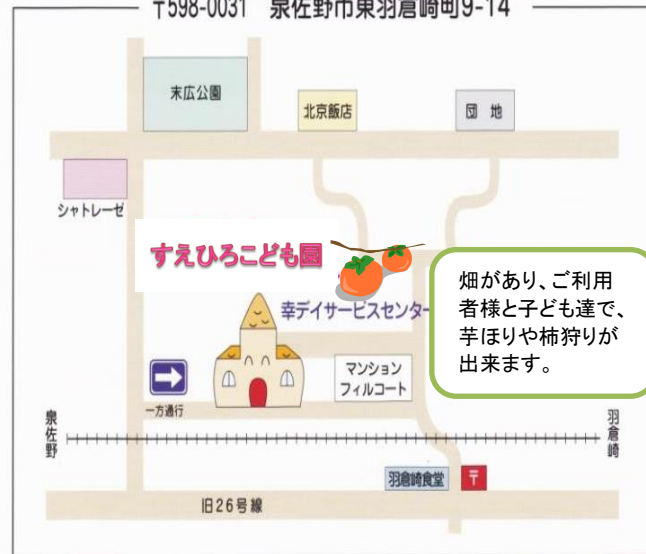 〒598-0031 泉佐野市東羽倉崎町9-14
末広公園
北京飯店
団 地
シャトレーゼ
すえひろこども園
幸デイサービスセンター
畑があり、ご利用
者様と子ども達で、
芋ほりや柿狩りが
出来ます。
マンション
フィルコート
一方通行
泉佐野
羽倉崎
羽倉崎食堂
〒
旧26号線